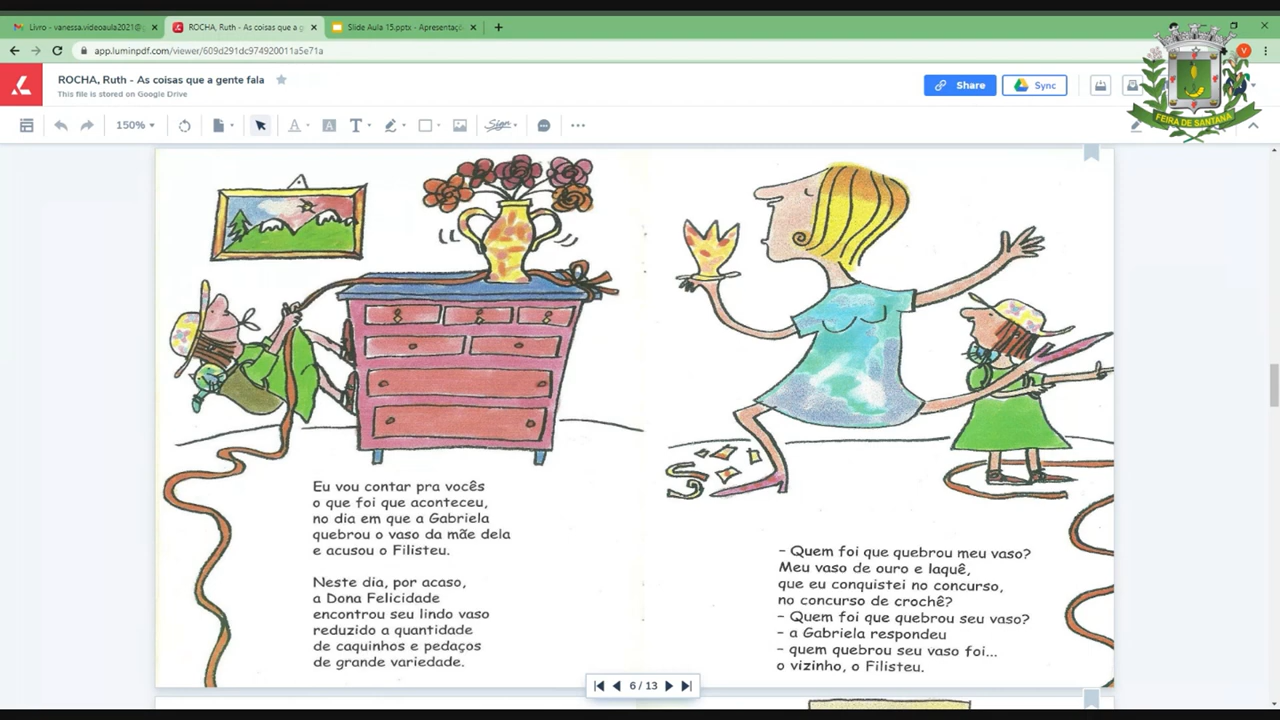 Livro - vanessa.videoaula2021@
ROCHA, Ruth - As coisas que a g
Slide Aula 15.pptx - Apresentaç
app.luminpdf.com/viewer/609d291dc974920011a5e71a
V
ROCHA, Ruth - As coisas que a gente fala
This file is stored on Google Drive
Share
Sync
FEIRA DE SANTANA
150%
A
A
T
Sign
Eu vou contar pra vocês
o que foi que aconteceu,
no dia em que a Gabriela
quebrou o vaso da mãe dela
e acusou o Filisteu.
Neste dia, por acaso,
a Dona Felicidade
encontrou seu lindo vaso
reduzido a quantidade
de caquinhos e pedaços
de grande variedade.
- Quem foi que quebrou meu vaso?
Meu vaso de ouro e laquê,
que eu conquistei no concurso,
no concurso de crochê?
- Quem foi que quebrou seu vaso?
- a Gabriela respondeu
- quem quebrou seu vaso foi...
o vizinho, o Filisteu.
6 / 13